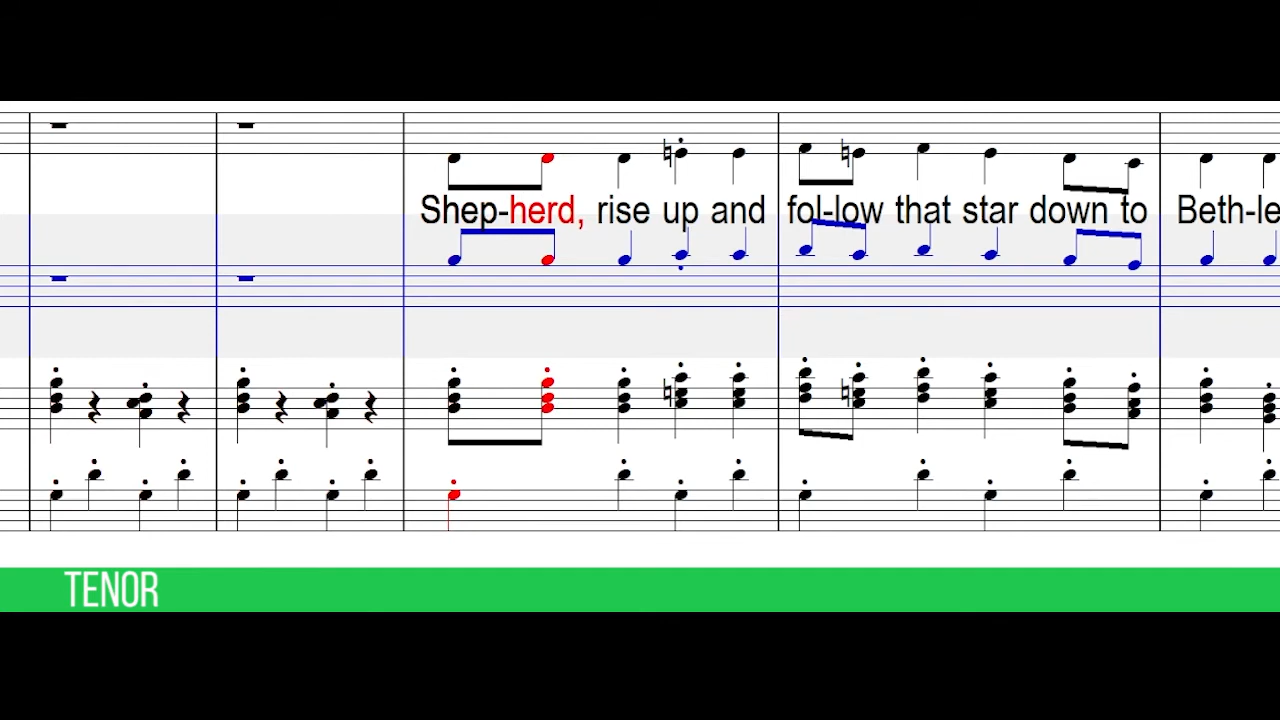 Shep-herd, rise up and fol-low that star down to Beth-le
TENOR